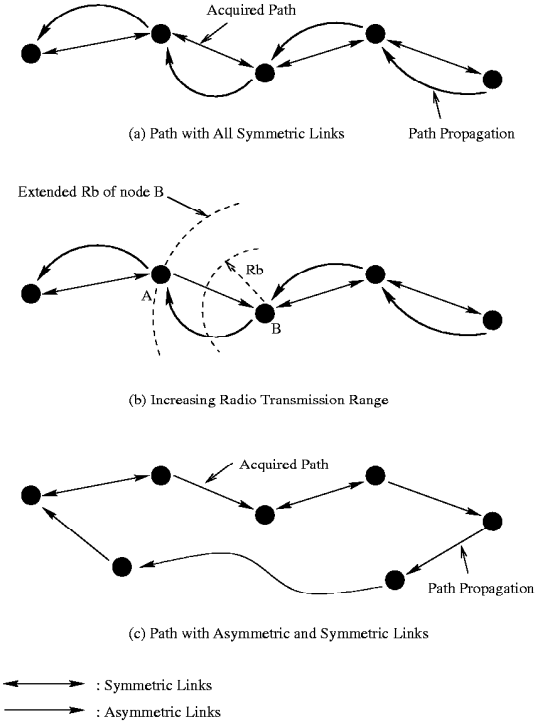 Acquired Path
(a) Path with All Symmetric Links
Path Propagation
Extended Rb of node B
Rb
A
B
(b) Increasing Radio Transmission Range
Acquired Path
Path Propagation
(c) Path with Asymmetric and Symmetric Links
: Symmetric Links
: Asymmetric Links